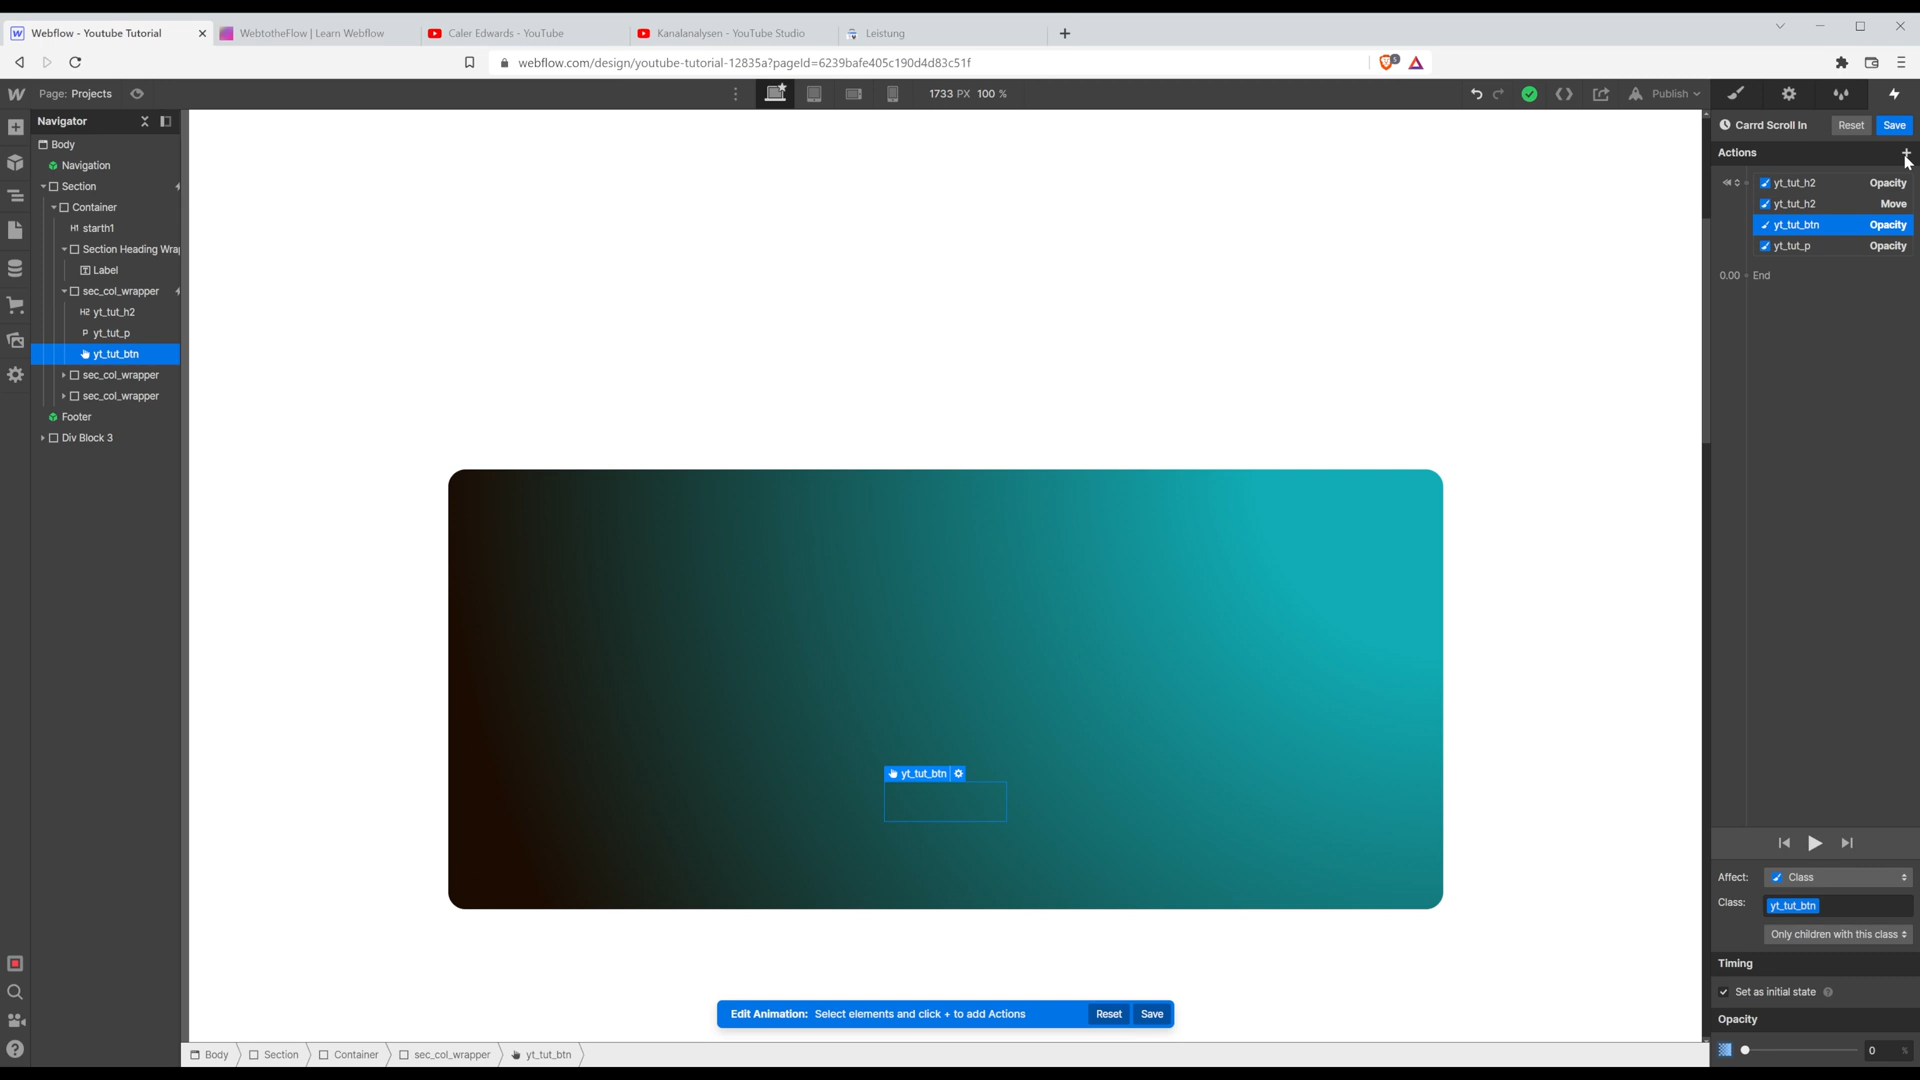 Webflow - Youtube Tutorial
WebtotheFlow | Learn Webflow
Caler Edwards - YouTube
Kanalanalysen - YouTube Studio
Leistung
webflow.com/design/youtube-tutorial-12835a?pageId=6239bafe405c190d4d83c51f
5
Page: Projects
1733 PX 100 %
Publish
Navigator
Body
Navigation
Section
Container
H1 starth1
Section Heading Wra
Label
sec_col_wrapper
H2 yt_tut_h2
P yt_tut_p
yt_tut_btn
sec_col_wrapper
sec_col_wrapper
Footer
Div Block 3
yt_tut_btn
Edit Animation: Select elements and click + to add Actions
Reset
Save
Body
Section
Container
sec_col_wrapper
yt_tut_btn
Carrd Scroll In
Reset
Save
Actions
yt_tut_h2 Opacity
yt_tut_h2 Move
yt_tut_btn Opacity
yt_tut_p Opacity
0.00 End
Affect: Class
Class: yt_tut_btn
Only children with this class
Timing
Set as initial state
Opacity
0 %